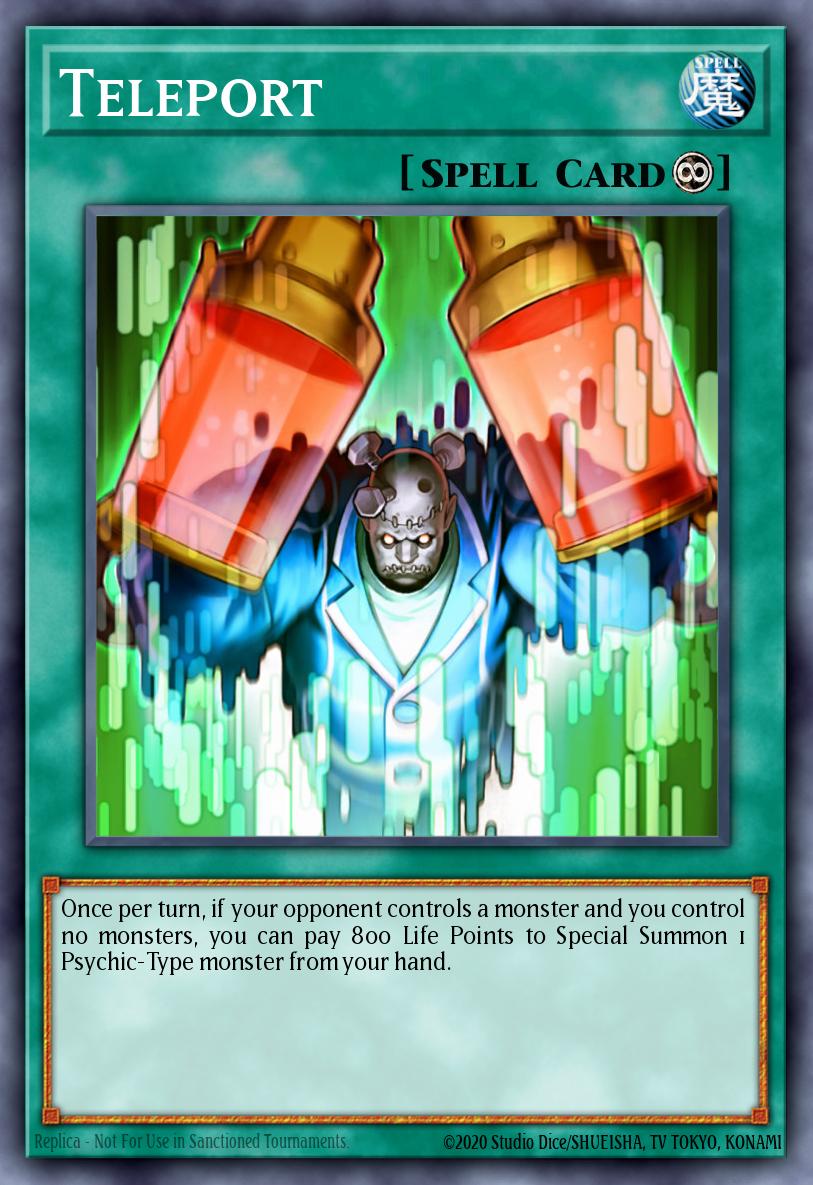 Teleport
SPELL
魔
[Spell Card]
Once per turn, if your opponent controls a monster and you control
no monsters, you can pay 800 Life Points to Special Summon 1
Psychic-Type monster from your hand.
Replica - Not For Use in Sanctioned Tournaments.
©2020 Studio Dice/SHUEISHA, TV TOKYO, KONAMI